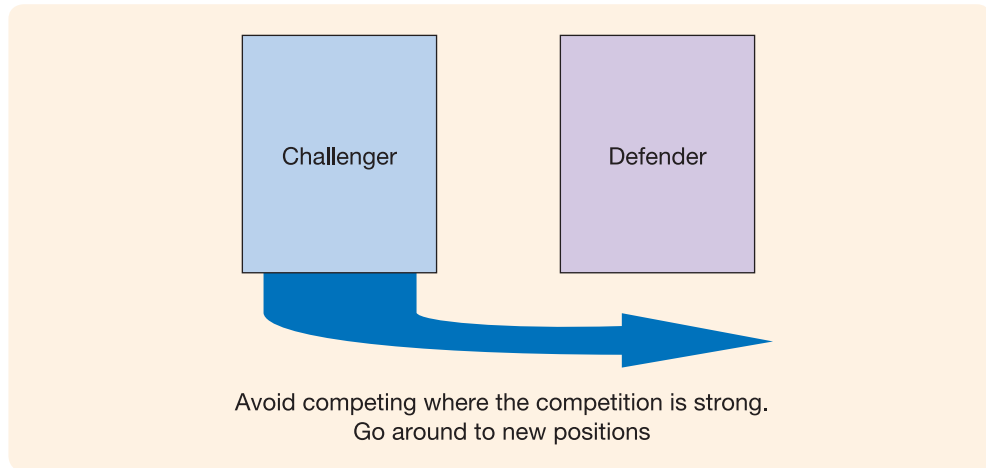 Challenger
Defender
Avoid competing where the competition is strong.
Go around to new positions